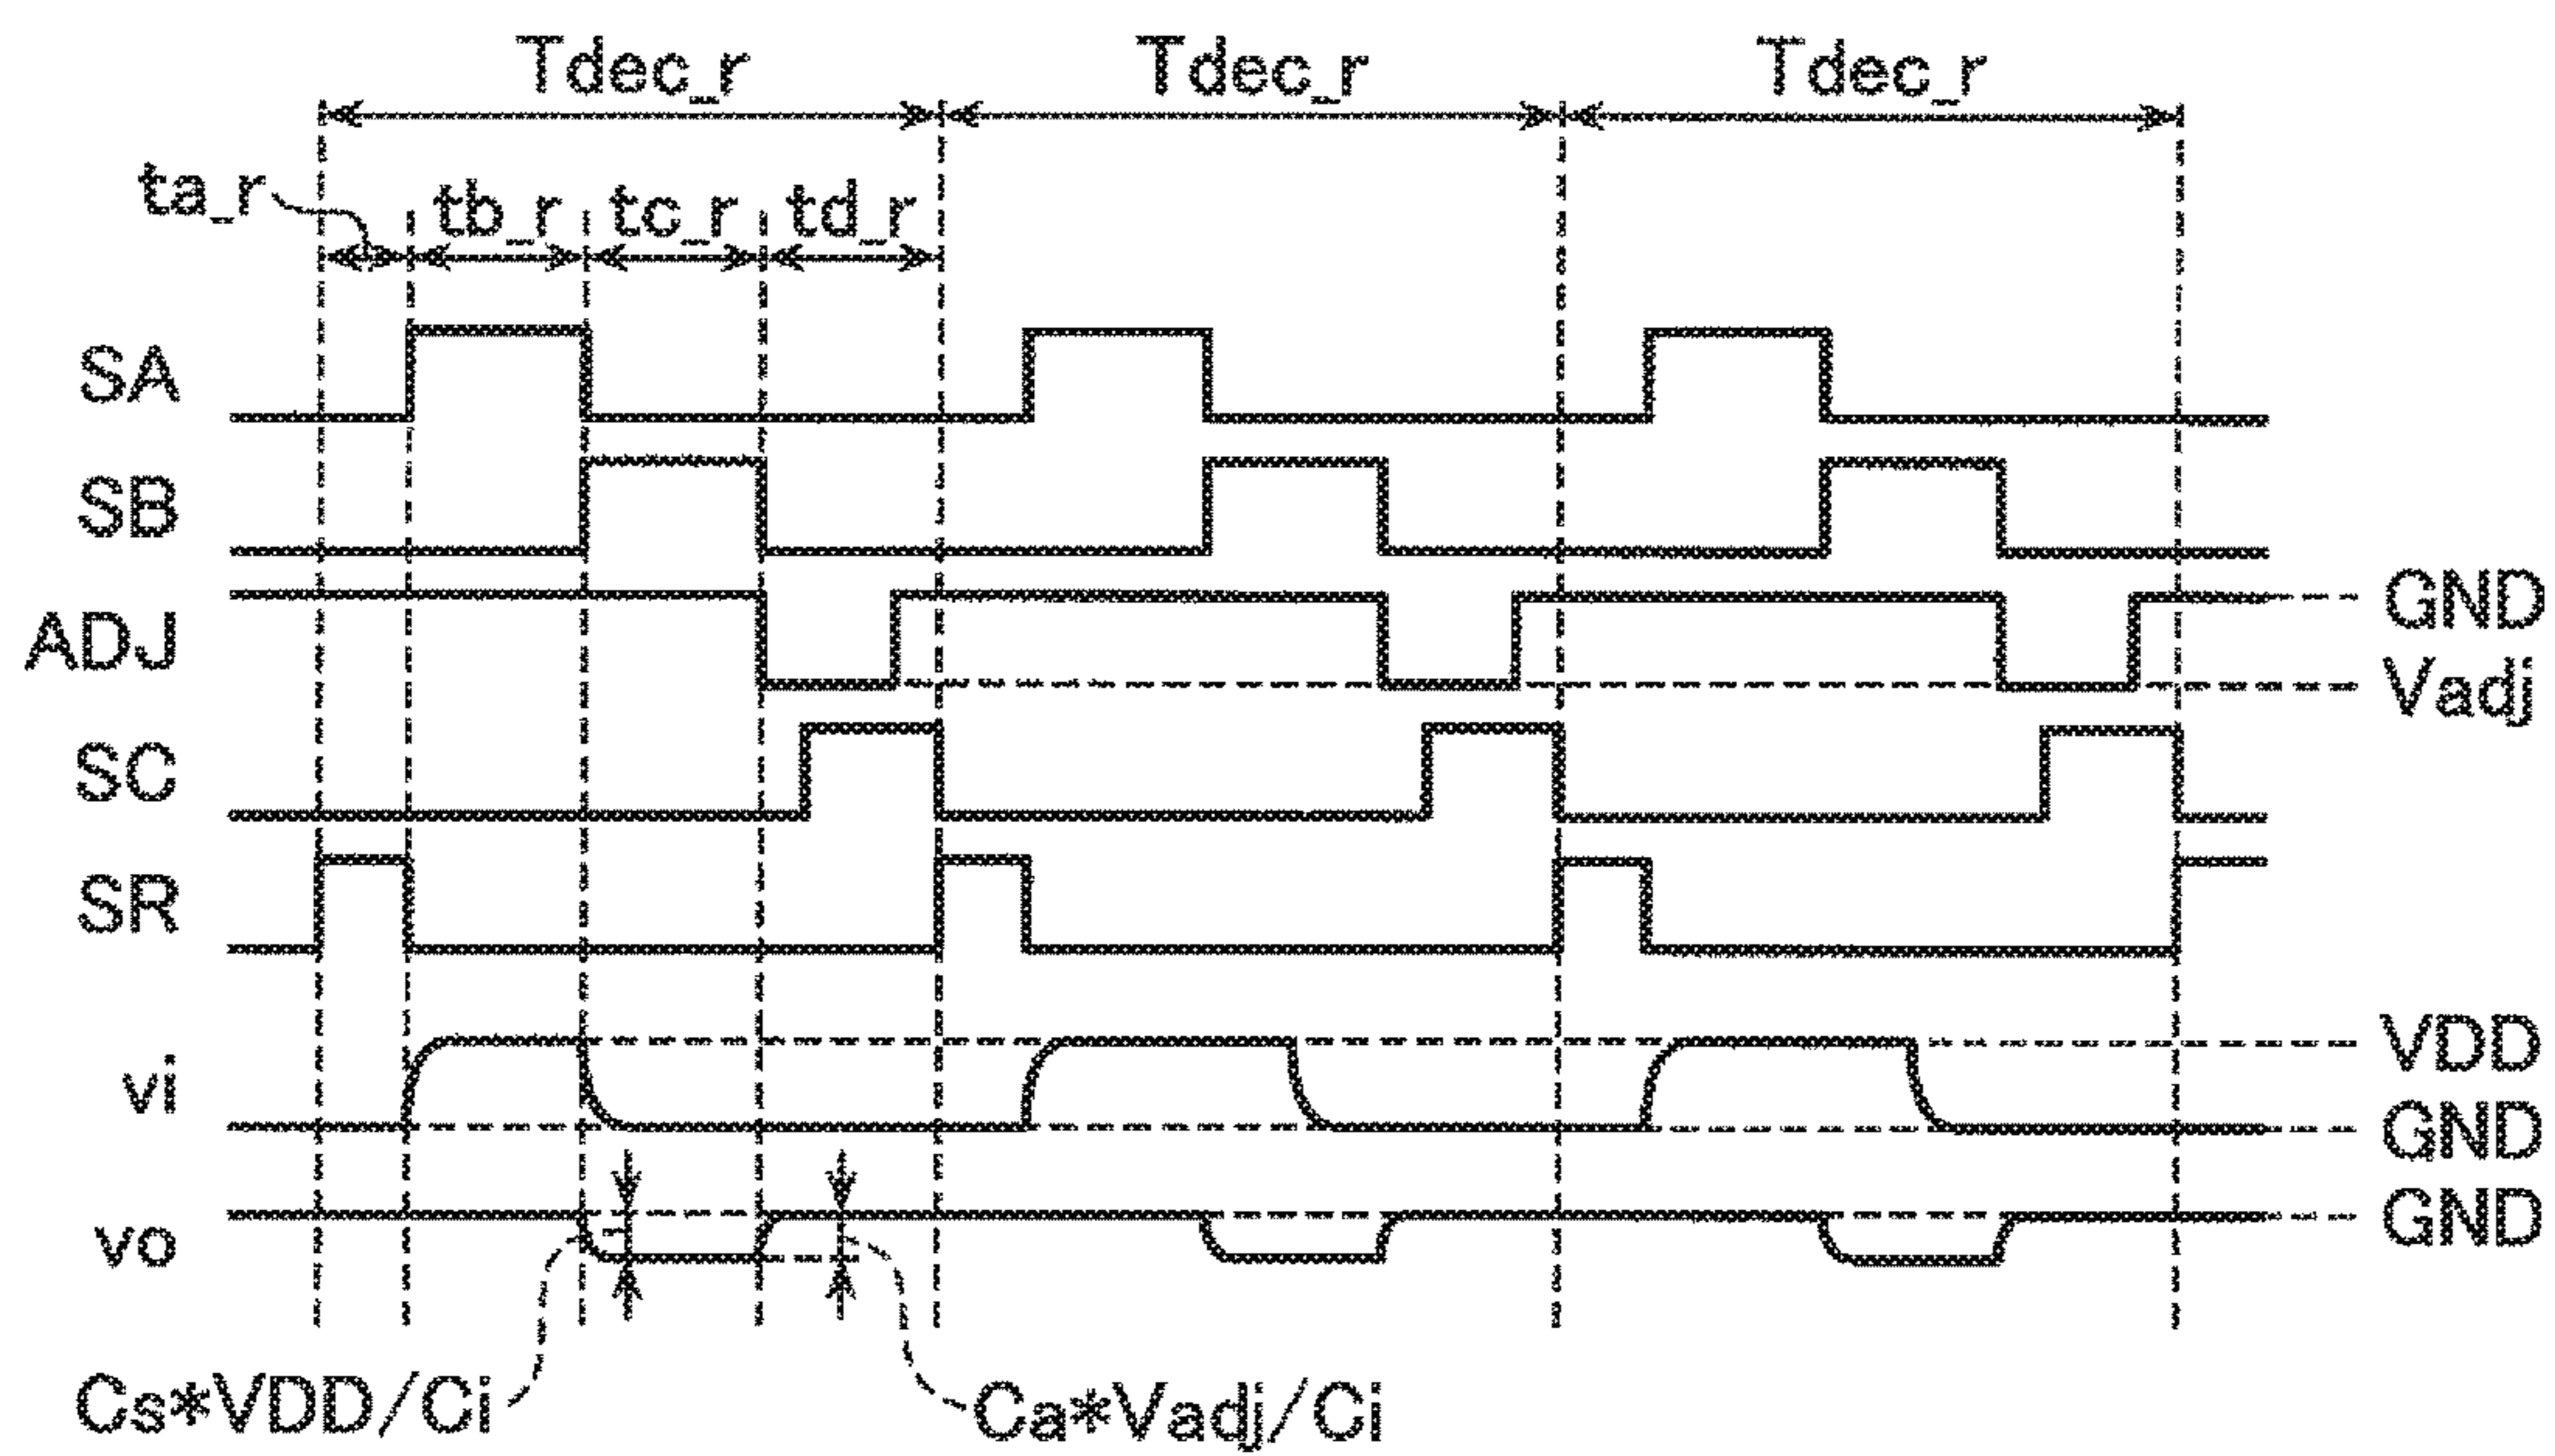 Tdec_r Tdec_r Tdec_r
ta_r tb_r tc_r td_r
SA
SB
ADJ
GND
Vadj
SC
SR
vi
VDD
GND
vo
GND
Cs*VDD/Ci
Ca*Vadj/Ci